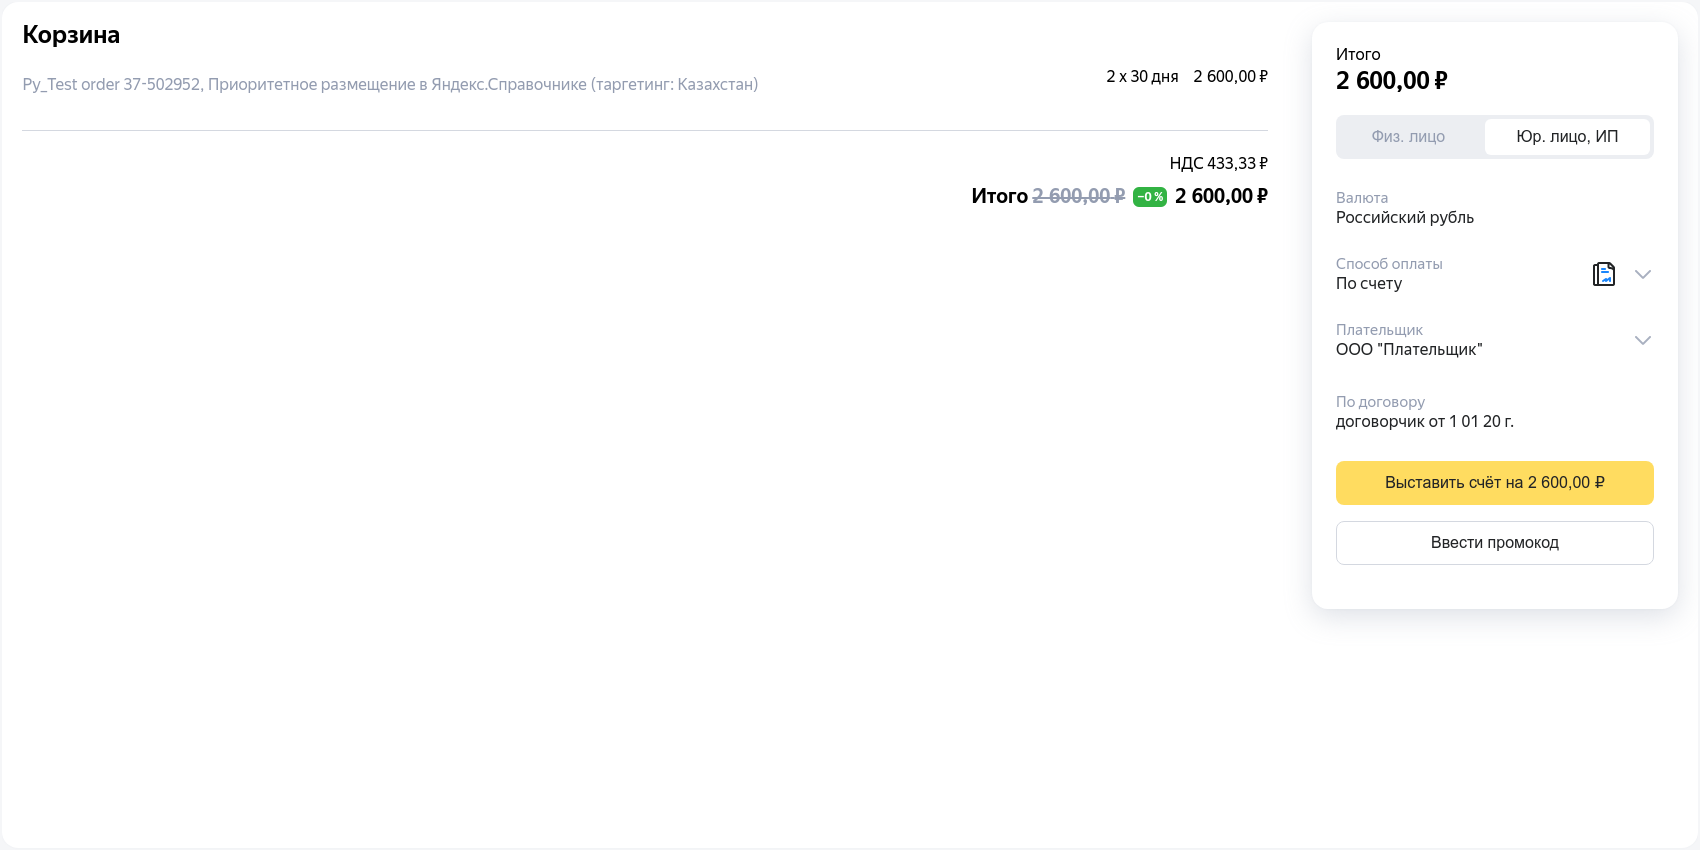 Корзина
Py_Test order 37-502952, Приоритетное размещение в Яндекс.Справочнике (таргетинг: Казахстан)
2 x 30 дня 2 600,00 ₽
НДС 433,33 ₽
Итого 2 600,00 ₽ −0 % 2 600,00 ₽
Итого
2 600,00 ₽
Физ. лицо Юр. лицо, ИП
Валюта
Российский рубль
Способ оплаты
По счету
Плательщик
ООО "Плательщик"
По договору
договорчик от 1 01 20 г.
Выставить счёт на 2 600,00 ₽
Ввести промокод